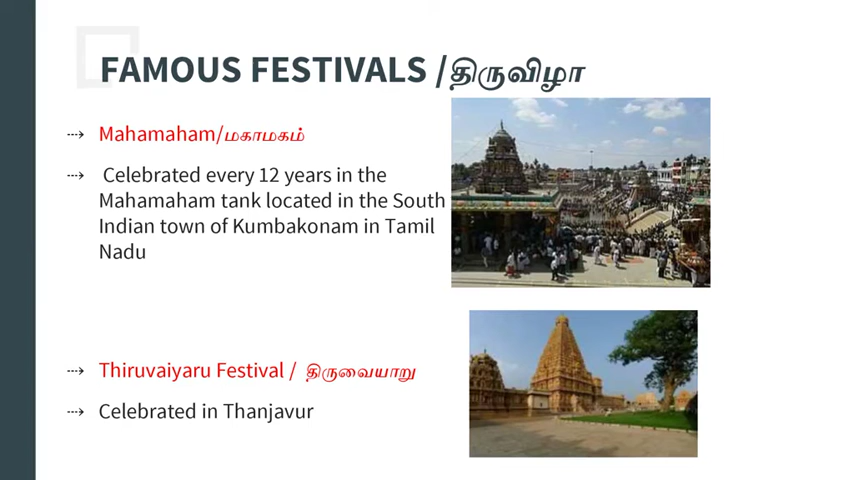 FAMOUS FESTIVALS /திருவிழா
Mahamaham/மகாமகம்
Celebrated every 12 years in the
Mahamaham tank located in the South
Indian town of Kumbakonam in Tamil
Nadu
Thiruvaiyaru Festival / திருவையாறு
Celebrated in Thanjavur